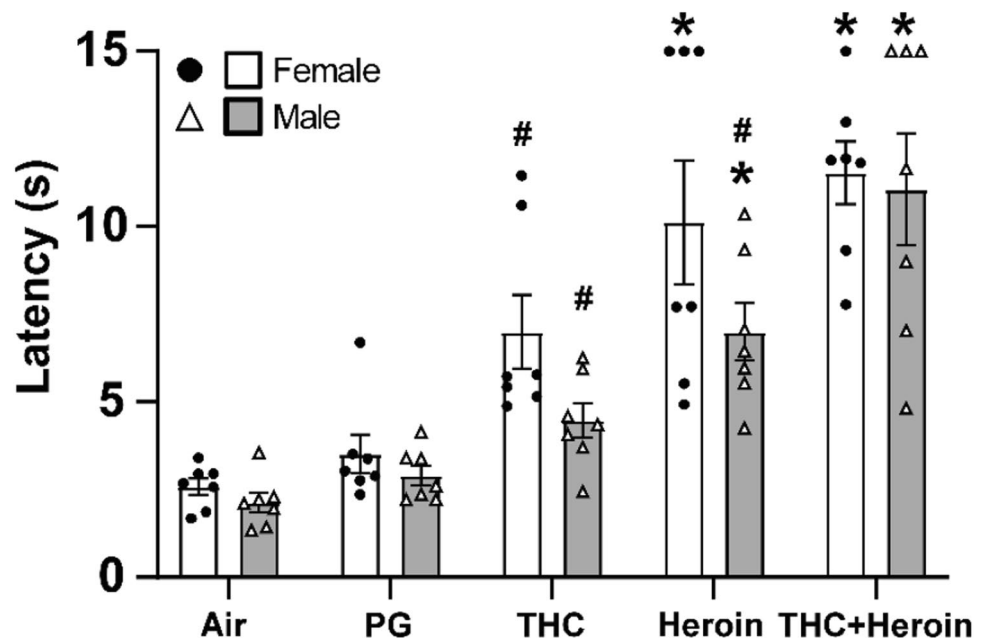 Latency (s)
15
10
5
0
Female
Male
#
#
*
#
*
*
*
Air PG THC Heroin THC+Heroin